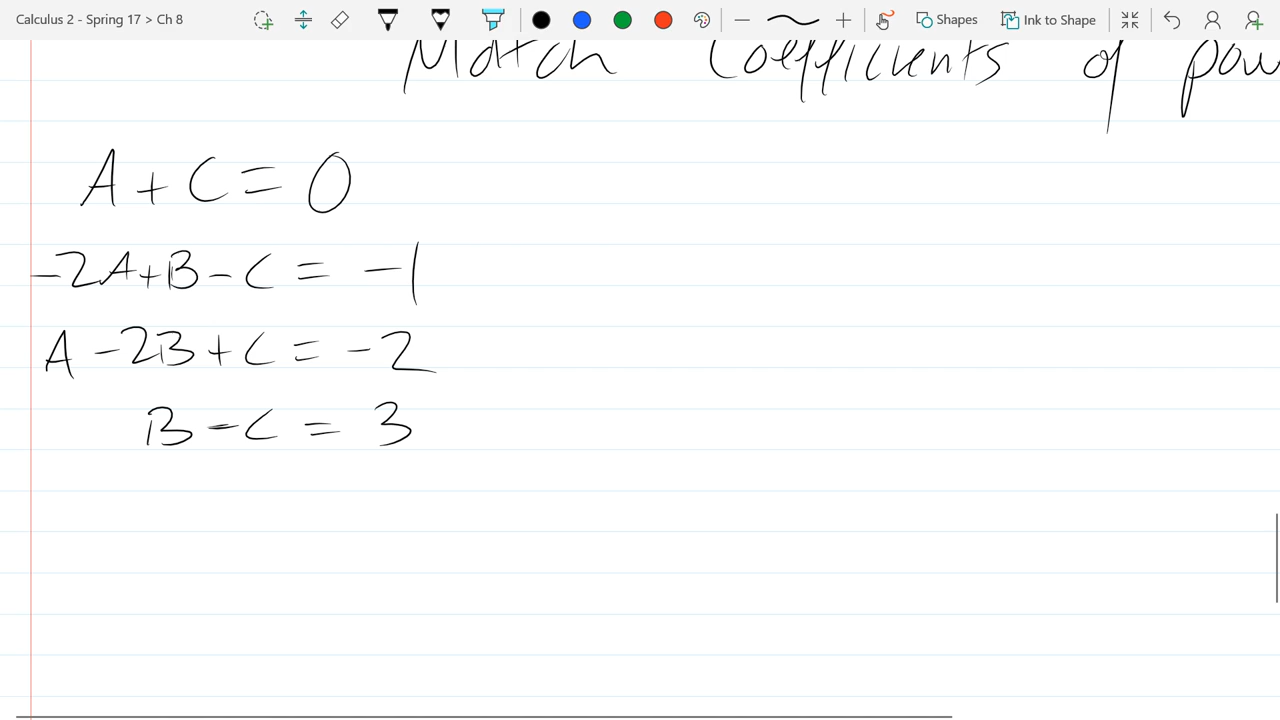 Calculus 2 - Spring 17 > Ch 8
Shapes
Ink to Shape
Match Coefficients of
A + C = 0
-2A + B - C = -1
A - 2B + C = -2
B - C = 3